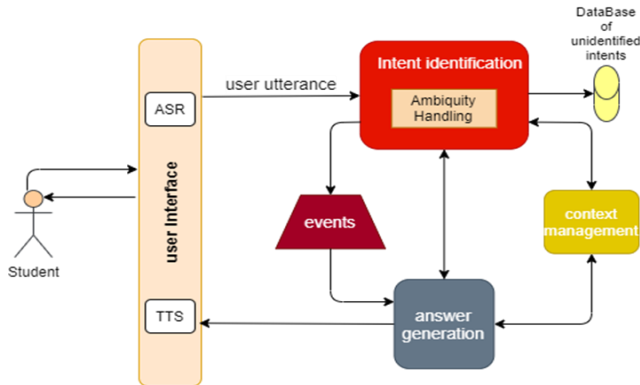 DataBase
of
unidentified
intents
Intent identification
user utterance
ASR
Ambiquity
Handling
user Interface
events
context
management
Student
TTS
answer
generation